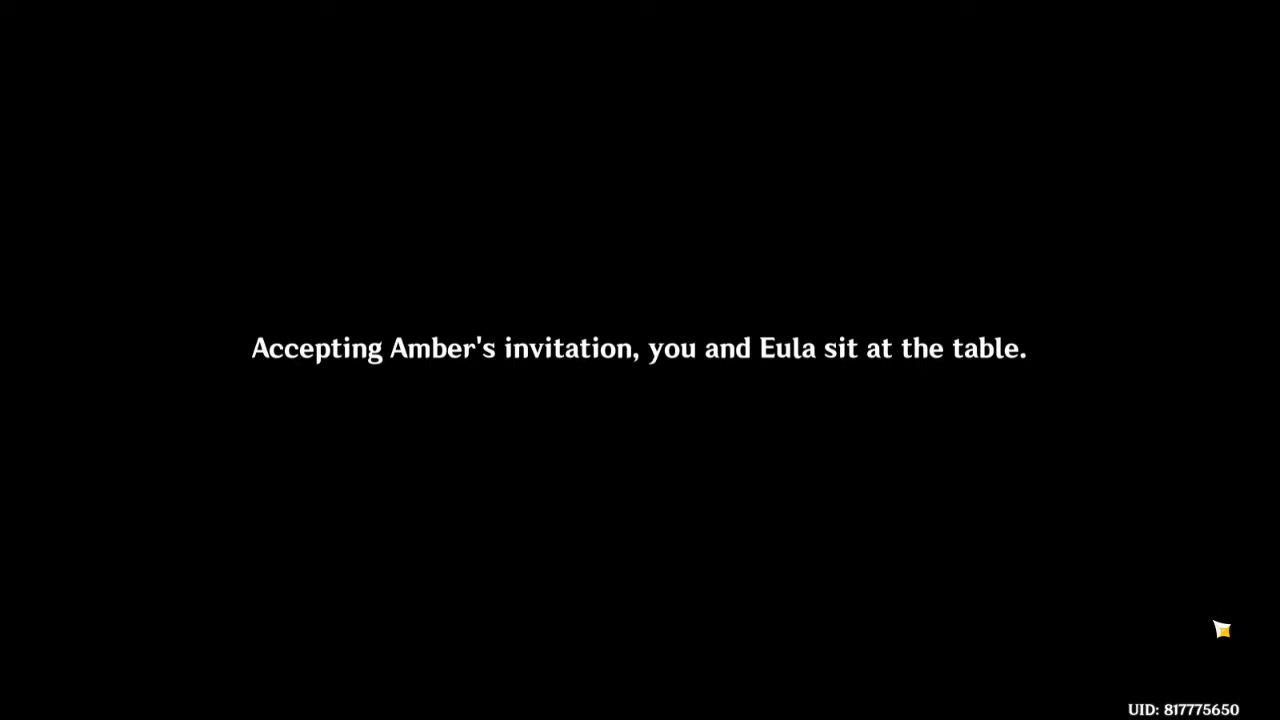 Accepting Amber's invitation, you and Eula sit at the table.
UID: 817775650